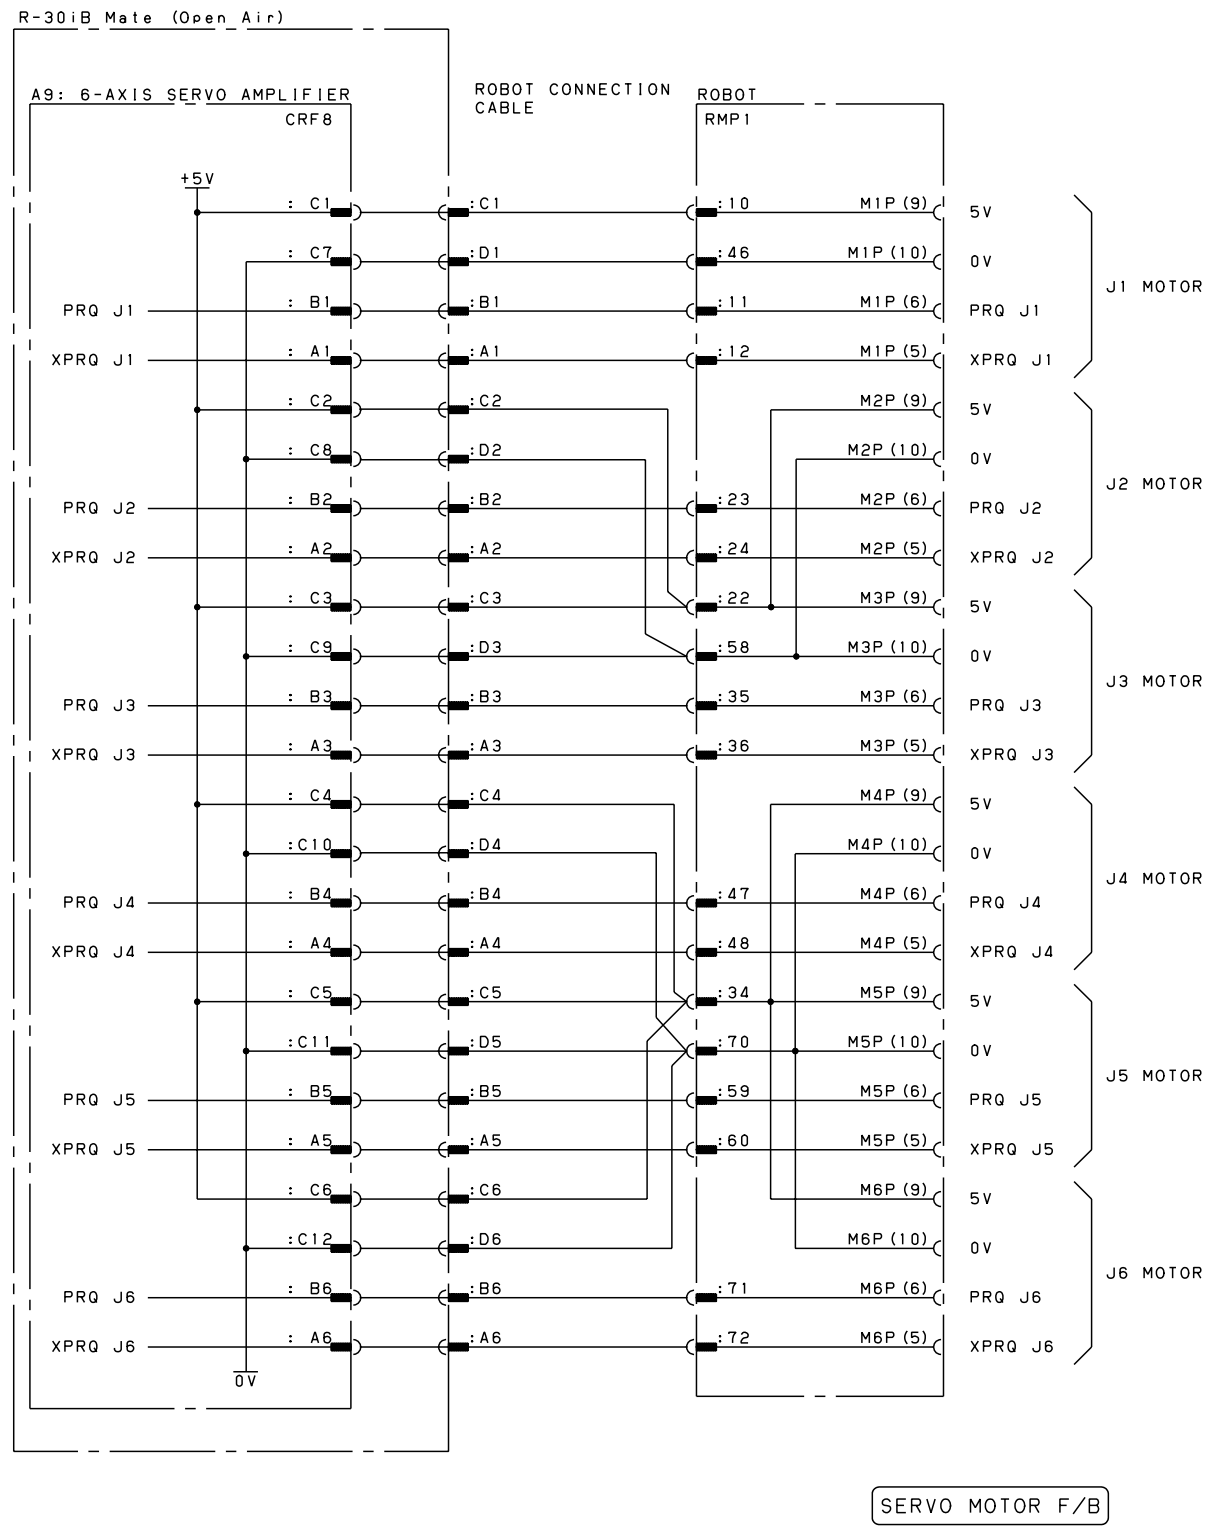 R-30iB Mate (Open Air)
A9: 6-AXIS SERVO AMPLIFIER
CRF8
ROBOT CONNECTION
CABLE
ROBOT
RMP1
+5V
: C1 :C1 :10 M1P(9) 5V
: C7 :D1 :46 M1P(10) 0V
J1 MOTOR
PRQ J1 : B1 :B1 :11 M1P(6) PRQ J1
XPRQ J1 : A1 :A1 :12 M1P(5) XPRQ J1
: C2 :C2 M2P(9) 5V
: C8 :D2 M2P(10) 0V
J2 MOTOR
PRQ J2 : B2 :B2 :23 M2P(6) PRQ J2
XPRQ J2 : A2 :A2 :24 M2P(5) XPRQ J2
: C3 :C3 :22 M3P(9) 5V
: C9 :D3 :58 M3P(10) 0V
J3 MOTOR
PRQ J3 : B3 :B3 :35 M3P(6) PRQ J3
XPRQ J3 : A3 :A3 :36 M3P(5) XPRQ J3
: C4 :C4 M4P(9) 5V
:C10 :D4 M4P(10) 0V
J4 MOTOR
PRQ J4 : B4 :B4 :47 M4P(6) PRQ J4
XPRQ J4 : A4 :A4 :48 M4P(5) XPRQ J4
: C5 :C5 :34 M5P(9) 5V
:C11 :D5 :70 M5P(10) 0V
J5 MOTOR
PRQ J5 : B5 :B5 :59 M5P(6) PRQ J5
XPRQ J5 : A5 :A5 :60 M5P(5) XPRQ J5
: C6 :C6 M6P(9) 5V
:C12 :D6 M6P(10) 0V
J6 MOTOR
PRQ J6 : B6 :B6 :71 M6P(6) PRQ J6
XPRQ J6 : A6 :A6 :72 M6P(5) XPRQ J6
0V
SERVO MOTOR F/B